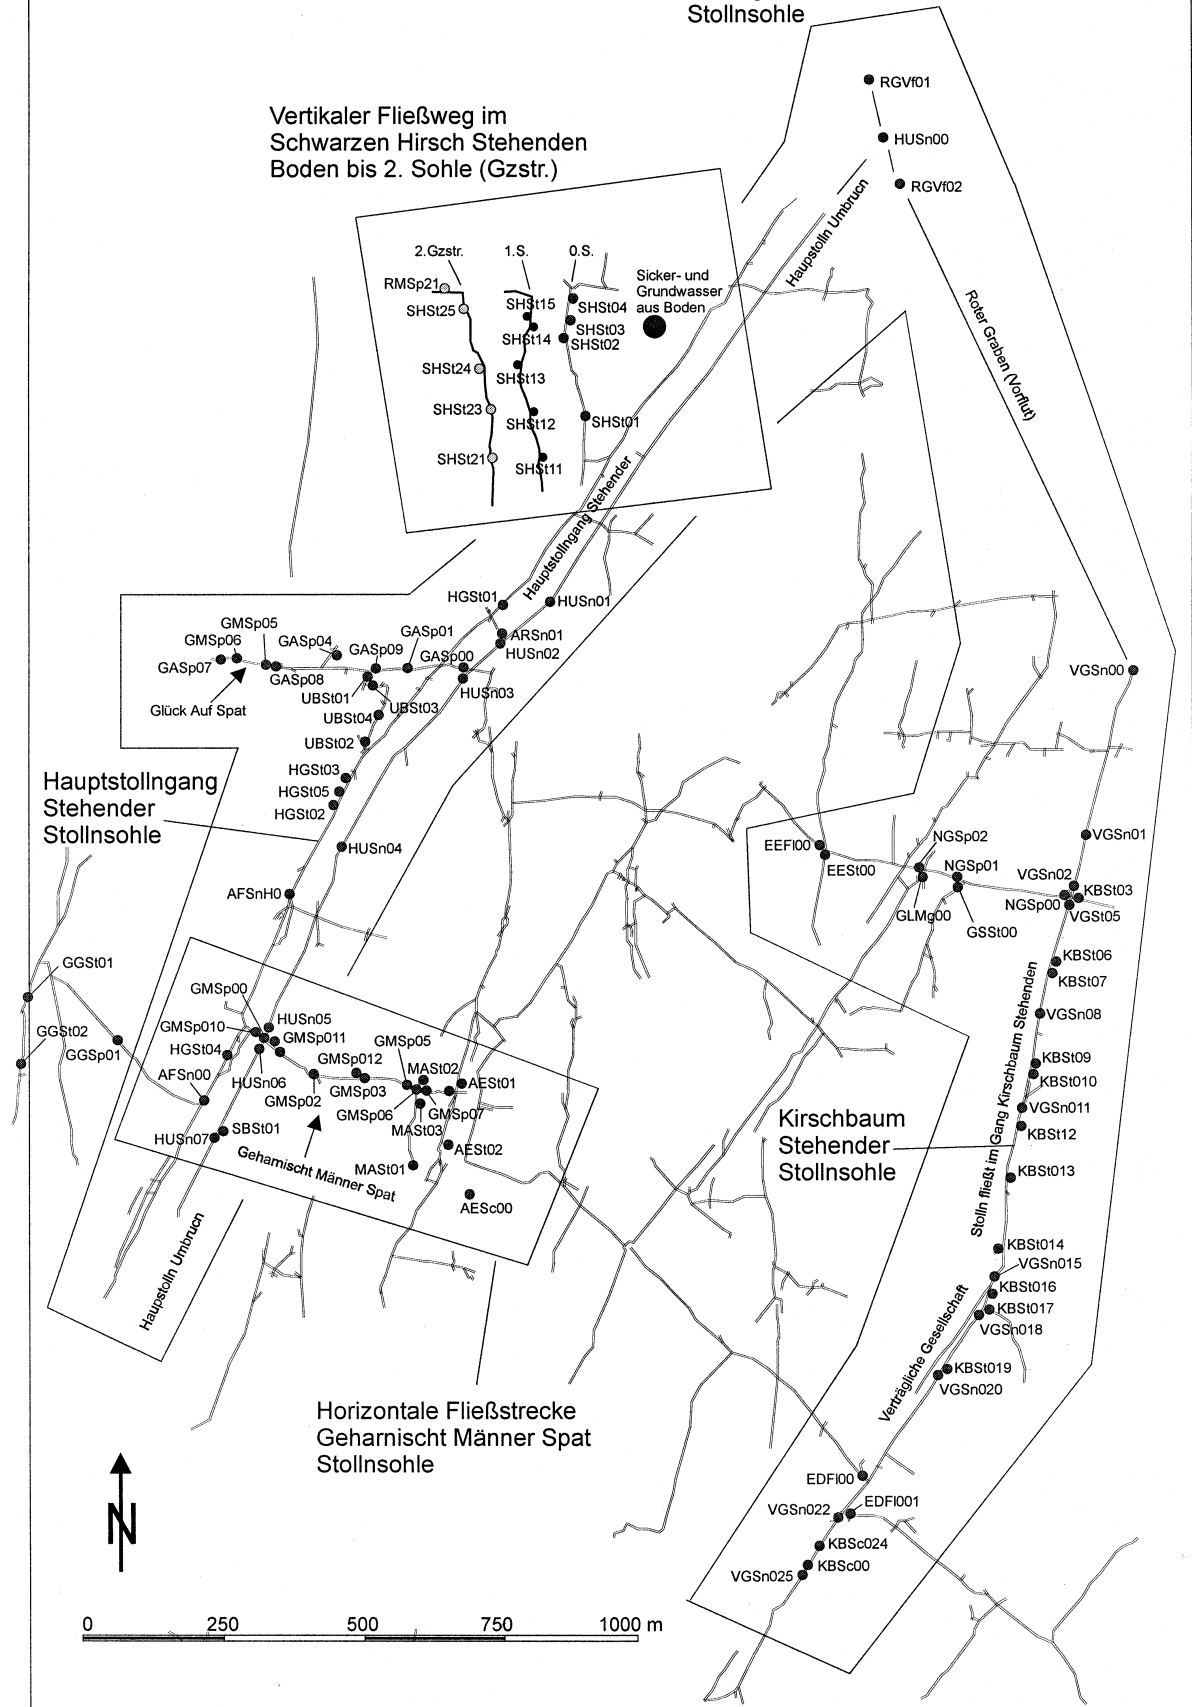 Stollnsohle
RGVf01
HUSn00
RGVf02
Vertikaler Fließweg im
Schwarzen Hirsch Stehenden
Boden bis 2. Sohle (Gzstr.)
Haupstolln Umbrucn
Roter Graben (Vorflut)
2.Gzstr.
1.S.
0.S.
Sicker- und
Grundwasser
aus Boden
RMSp21
SHSt25
SHSt24
SHSt23
SHSt21
SHSt15
SHSt14
SHSt13
SHSt12
SHSt11
SHSt04
SHSt03
SHSt02
SHSt01
Hauptstollngang Stehender
HGSt01
HUSn01
ARSn01
HUSn02
GMSp05
GMSp06
GASp04
GASp01
GASp09
GASp00
GASp07
GASp08
HUSn03
UBSt01
UBSt03
Glück Auf Spat
UBSt04
UBSt02
VGSn00
Hauptstollngang
Stehender
Stollnsohle
HGSt03
HGSt05
HGSt02
HUSn04
AFSnH0
EEFl00
EESt00
NGSp02
NGSp01
GLMg00
GSSt00
VGSn01
VGSn02
KBSt03
NGSp00
VGSt05
KBSt06
KBSt07
VGSn08
KBSt09
KBSt010
VGSn011
KBSt12
KBSt013
Stolln fließt im Gang Kirschbaum Stehenden
GGSt01
GGSt02
GGSp01
GMSp00
GMSp010
HUSn05
GMSp011
HGSt04
AFSn00
HUSn06
GMSp02
GMSp012
GMSp03
GMSp05
MASt02
AESt01
GMSp06
GMSp07
MASt03
SBSt01
HUSn07
Geharnischt Männer Spat
MASt01
AESt02
AESc00
Kirschbaum
Stehender
Stollnsohle
KBSt014
VGSn015
KBSt016
KBSt017
VGSn018
KBSt019
VGSn020
Verträgliche Gesellschaft
Haupstolln Umbrucn
Horizontale Fließstrecke
Geharnischt Männer Spat
Stollnsohle
EDFl00
VGSn022
EDFl001
KBSc024
KBSc00
VGSn025
N
0 250 500 750 1000 m